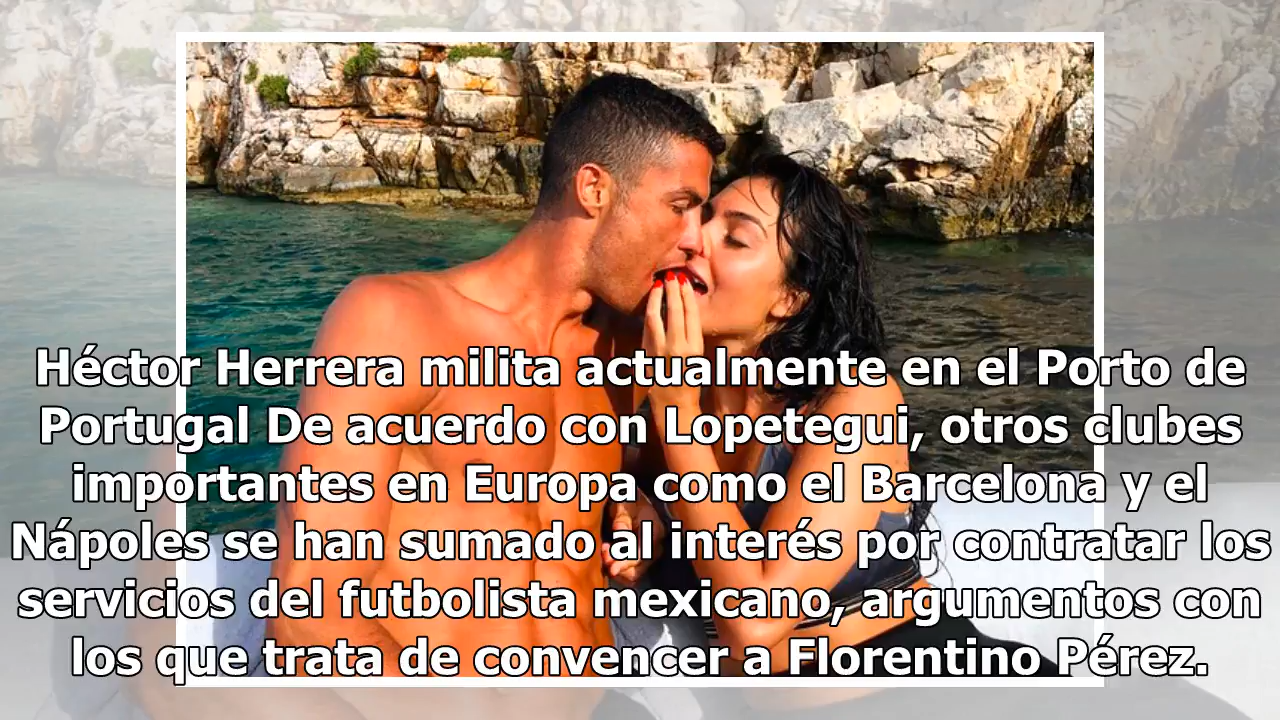 Héctor Herrera milita actualmente en el Porto de
Portugal De acuerdo con Lopetegui, otros clubes
importantes en Europa como el Barcelona y el
Nápoles se han sumado al interés por contratar los
servicios del futbolista mexicano, argumentos con
los que trata de convencer a Florentino Pérez.